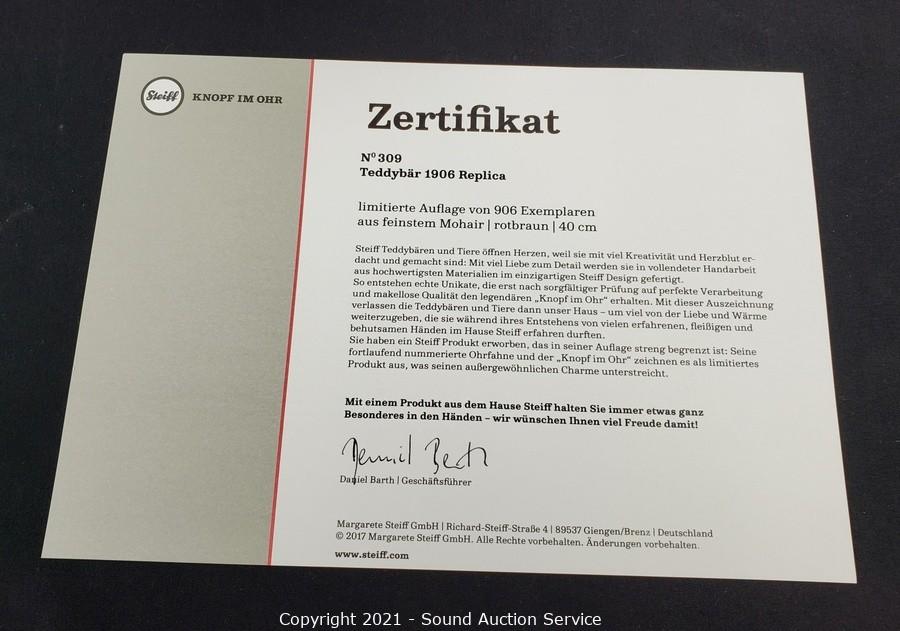 Steiff KNOPF IM OHR
Zertifikat
Nº 309
Teddybär 1906 Replica
limitierte Auflage von 906 Exemplaren
aus feinstem Mohair | rotbraun | 40 cm
Steiff Teddybären und Tiere öffnen Herzen, weil sie mit viel Kreativität und Herzblut er-
dacht und gemacht sind: Mit viel Liebe zum Detail werden sie in vollendeter Handarbeit
aus hochwertigsten Materialien im einzigartigen Steiff Design gefertigt.
So entstehen echte Unikate, die erst nach sorgfältiger Prüfung auf perfekte Verarbeitung
und makellose Qualität den legendären „Knopf im Ohr“ erhalten. Mit dieser Auszeichnung
verlassen die Teddybären und Tiere dann unser Haus – um viel von der Liebe und Wärme
weiterzugeben, die sie während ihres Entstehens von vielen erfahrenen, fleißigen und
behutsamen Händen im Hause Steiff erfahren durften.
Sie haben ein Steiff Produkt erworben, das in seiner Auflage streng begrenzt ist: Seine
fortlaufend nummerierte Ohrfahne und der „Knopf im Ohr“ zeichnen es als limitiertes
Produkt aus, was seinen außergewöhnlichen Charme unterstreicht.
Mit einem Produkt aus dem Hause Steiff halten Sie immer etwas ganz
Besonderes in den Händen – wir wünschen Ihnen viel Freude damit!
Daniel Barth
Daniel Barth | Geschäftsführer
Margarete Steiff GmbH | Richard-Steiff-Straße 4 | 89537 Giengen/Brenz | Deutschland
© 2017 Margarete Steiff GmbH. Alle Rechte vorbehalten. Änderungen vorbehalten.
www.steiff.com
Copyright 2021 - Sound Auction Service